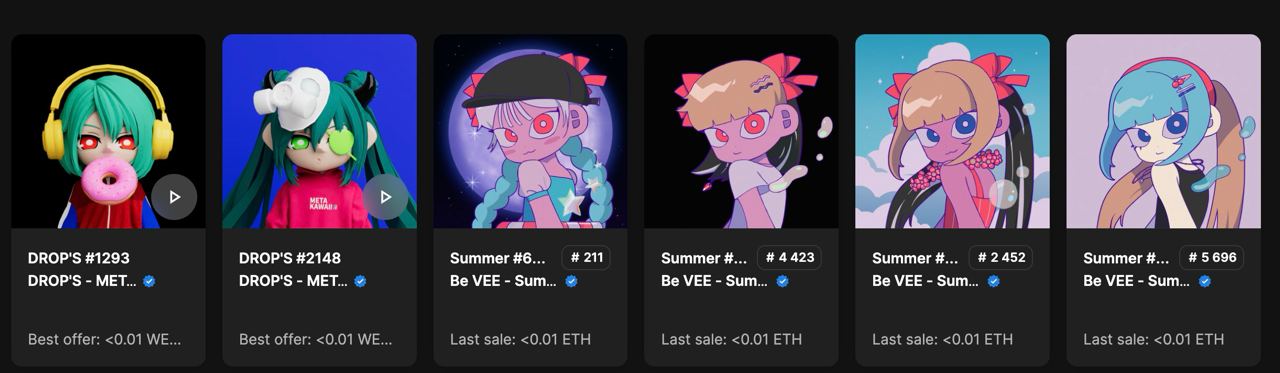 META
KAWAII
DROP'S #1293
DROP'S - MET...
Best offer: <0.01 WE...
DROP'S #2148
DROP'S - MET...
Best offer: <0.01 WE...
Summer #6... # 211
Be VEE - Sum...
Last sale: <0.01 ETH
Summer #... # 4 423
Be VEE - Sum...
Last sale: <0.01 ETH
Summer #... # 2 452
Be VEE - Sum...
Last sale: <0.01 ETH
Summer #... # 5 696
Be VEE - Sum...
Last sale: <0.01 ETH